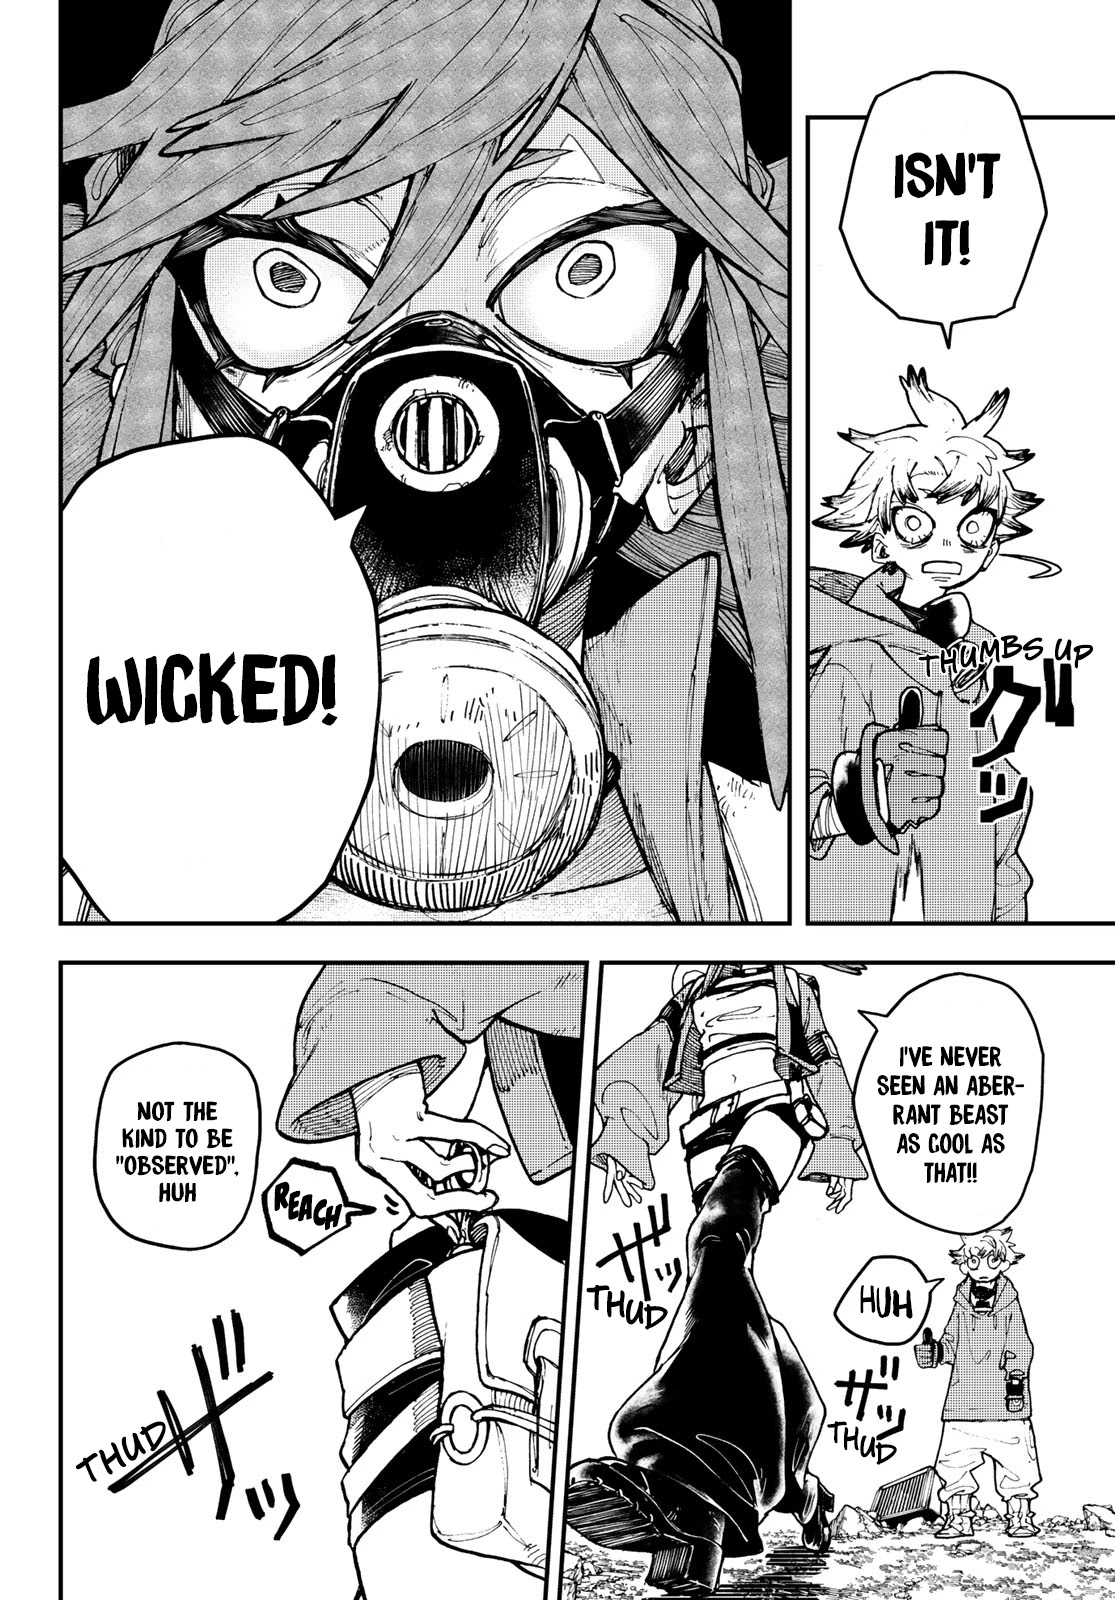 ISN'T
IT!
THUMBS UP
グッ
WICKED!
I'VE NEVER
SEEN AN ABER-
RANT BEAST
AS COOL AS
THAT!!
HUH
ザッ
THUD
ザッ
THUD
NOT THE
KIND TO BE
"OBSERVED",
HUH
REACH
ザッ
THUD